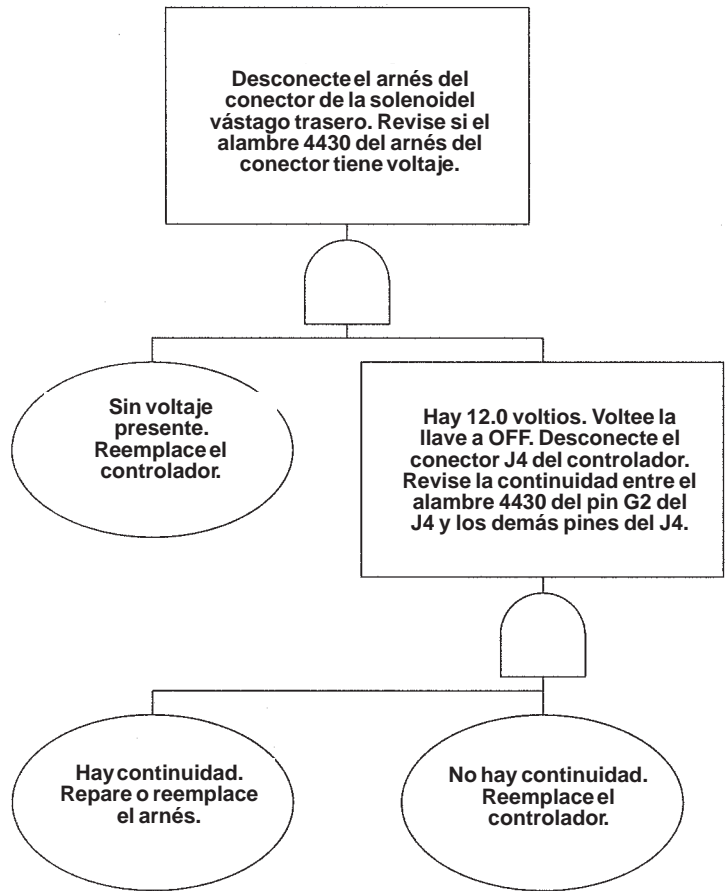 Desconecte el arnés del
conector de la solenoidel
vástago trasero. Revise si el
alambre 4430 del arnés del
conector tiene voltaje.
Sin voltaje
presente.
Reemplace el
controlador.
Hay 12.0 voltios. Voltee la
llave a OFF. Desconecte el
conector J4 del controlador.
Revise la continuidad entre el
alambre 4430 del pin G2 del
J4 y los demás pines del J4.
Hay continuidad.
Repare o reemplace
el arnés.
No hay continuidad.
Reemplace el
controlador.